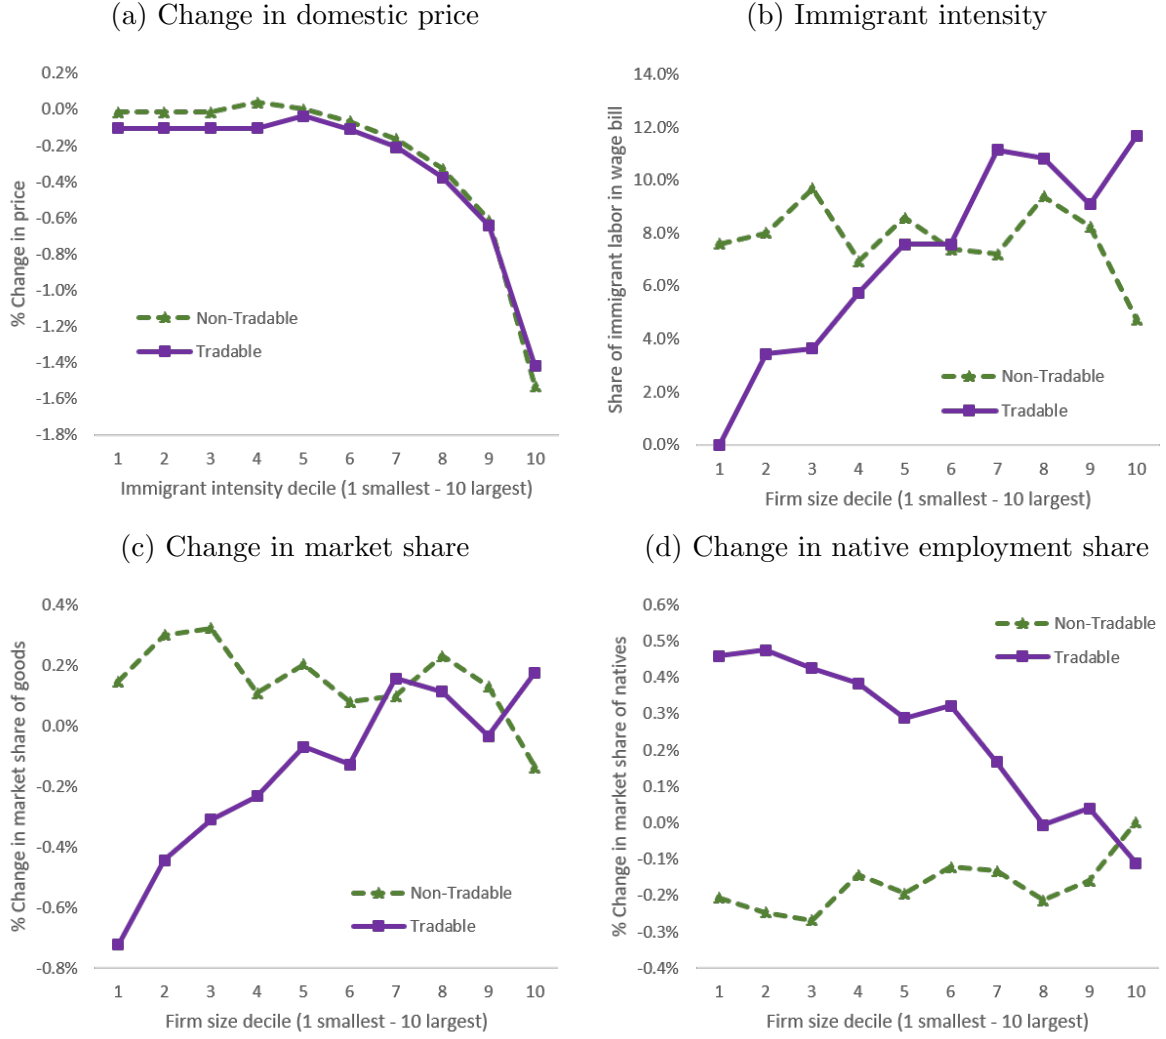 (a) Change in domestic price
% Change in price
0.2%
0.0%
-0.2%
-0.4%
-0.6%
-0.8%
-1.0%
-1.2%
-1.4%
-1.6%
-1.8%
Non-Tradable
Tradable
1 2 3 4 5 6 7 8 9 10
Immigrant intensity decile (1 smallest - 10 largest)
(b) Immigrant intensity
Share of immigrant labor in wage bill
14.0%
12.0%
10.0%
8.0%
6.0%
4.0%
2.0%
0.0%
Non-Tradable
Tradable
1 2 3 4 5 6 7 8 9 10
Firm size decile (1 smallest - 10 largest)
(c) Change in market share
% Change in market share of goods
0.4%
0.2%
0.0%
-0.2%
-0.4%
-0.6%
-0.8%
Non-Tradable
Tradable
1 2 3 4 5 6 7 8 9 10
Firm size decile (1 smallest - 10 largest)
(d) Change in native employment share
% Change in market share of natives
0.6%
0.5%
0.4%
0.3%
0.2%
0.1%
0.0%
-0.1%
-0.2%
-0.3%
-0.4%
Non-Tradable
Tradable
1 2 3 4 5 6 7 8 9 10
Firm size decile (1 smallest - 10 largest)